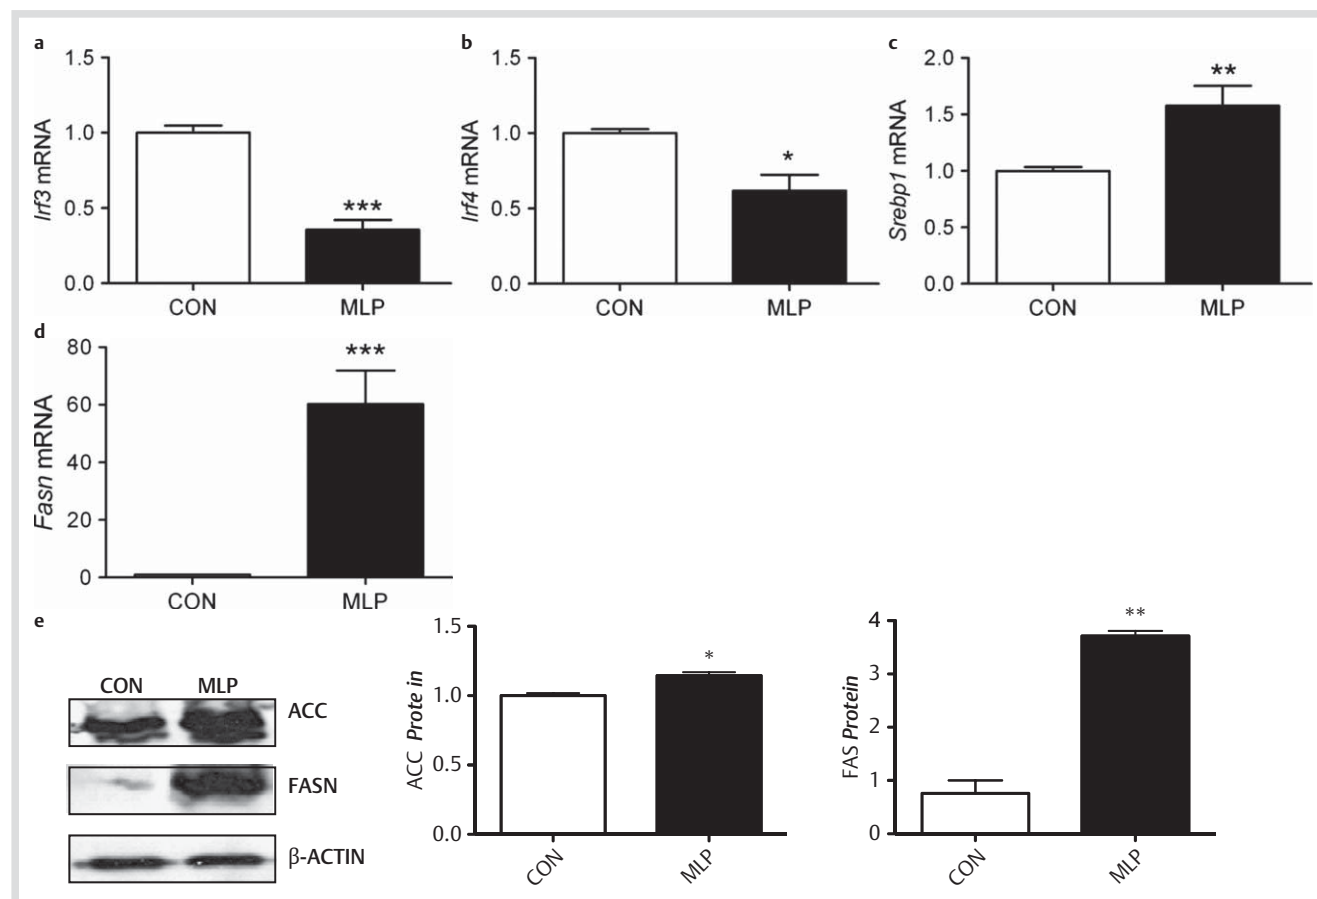 a
1.5
1.0
0.5
0.0
Irf3 mRNA
***
CON MLP
b
1.5
1.0
0.5
0.0
Irf4 mRNA
*
CON MLP
c
2.0
1.5
1.0
0.5
0.0
Srebp1 mRNA
**
CON MLP
d
80
60
40
20
0
Fasn mRNA
***
CON MLP
e
CON MLP
ACC
FASN
β-ACTIN
1.5
1.0
0.5
0.0
ACC Prote in
*
CON MLP
4
3
2
1
0
FAS Protein
**
CON MLP